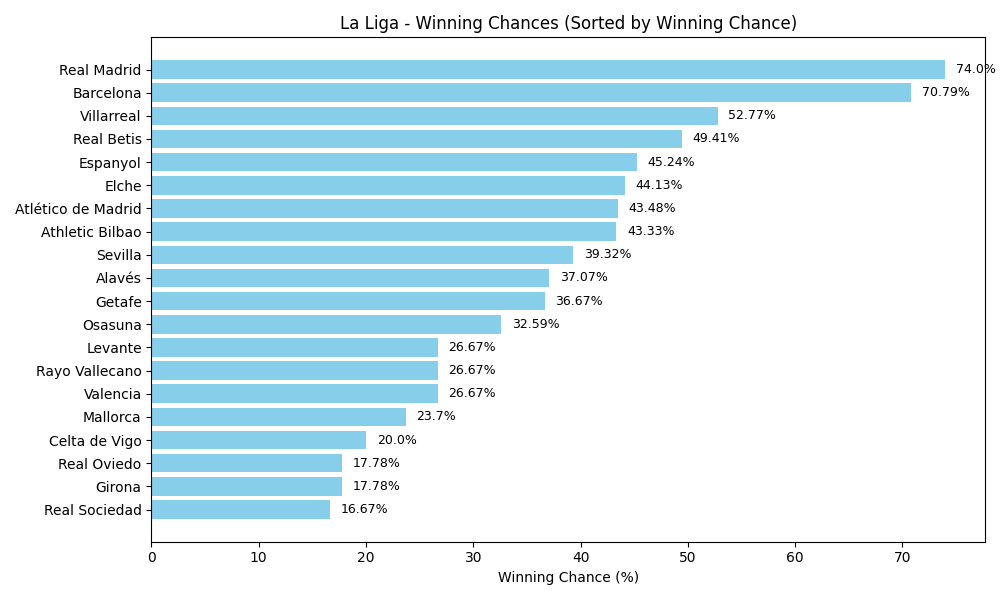 La Liga - Winning Chances (Sorted by Winning Chance)
Real Madrid 74.0%
Barcelona 70.79%
Villarreal 52.77%
Real Betis 49.41%
Espanyol 45.24%
Elche 44.13%
Atlético de Madrid 43.48%
Athletic Bilbao 43.33%
Sevilla 39.32%
Alavés 37.07%
Getafe 36.67%
Osasuna 32.59%
Levante 26.67%
Rayo Vallecano 26.67%
Valencia 26.67%
Mallorca 23.7%
Celta de Vigo 20.0%
Real Oviedo 17.78%
Girona 17.78%
Real Sociedad 16.67%
0 10 20 30 40 50 60 70
Winning Chance (%)